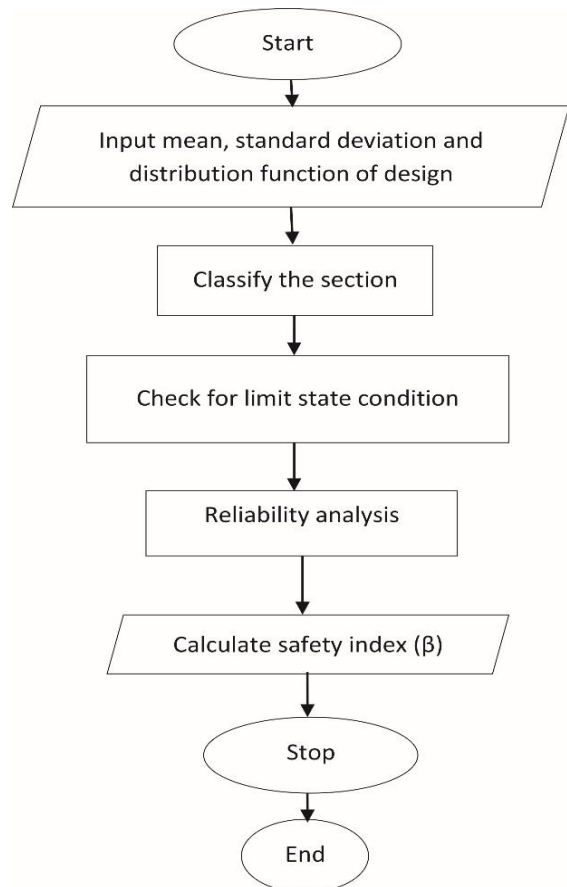 Start
Input mean, standard deviation and
distribution function of design
Classify the section
Check for limit state condition
Reliability analysis
Calculate safety index (β)
Stop
End